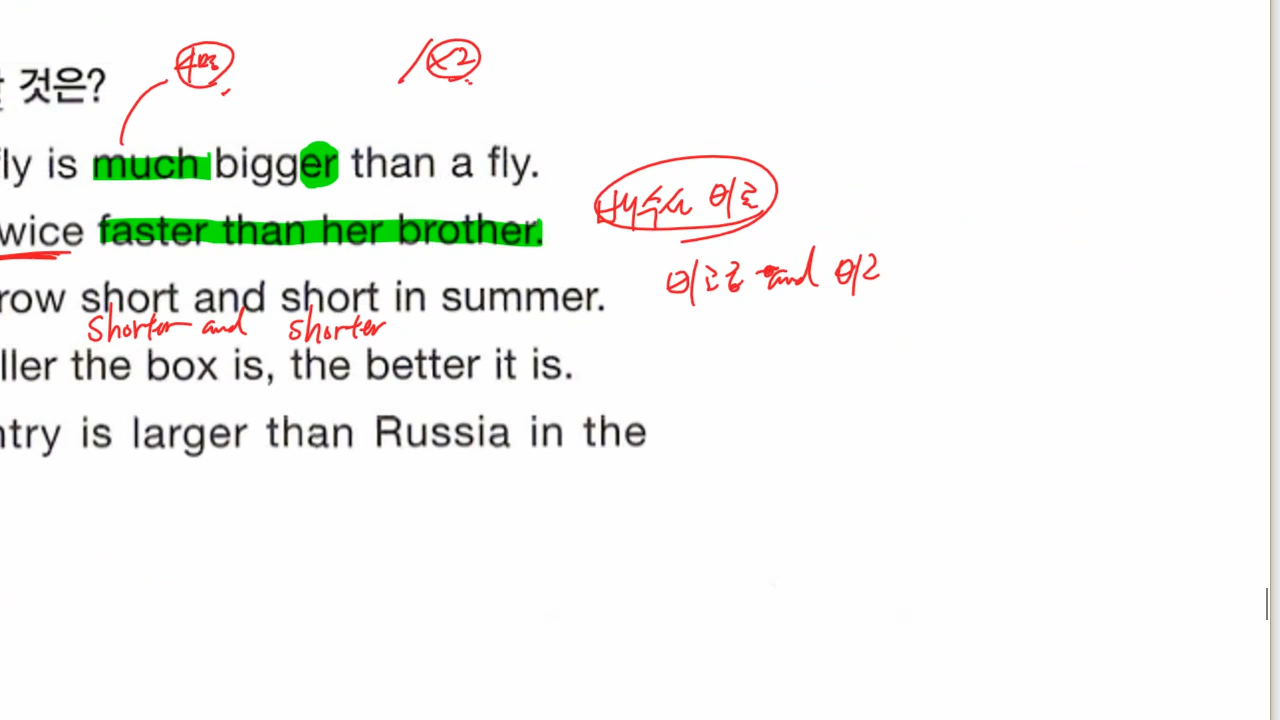 x2
것은?
fly is much bigger than a fly.
배수사 비교
wice faster than her brother.
비교급 and 비교
row short and short in summer.
shorter and shorter
ller the box is, the better it is.
ntry is larger than Russia in the